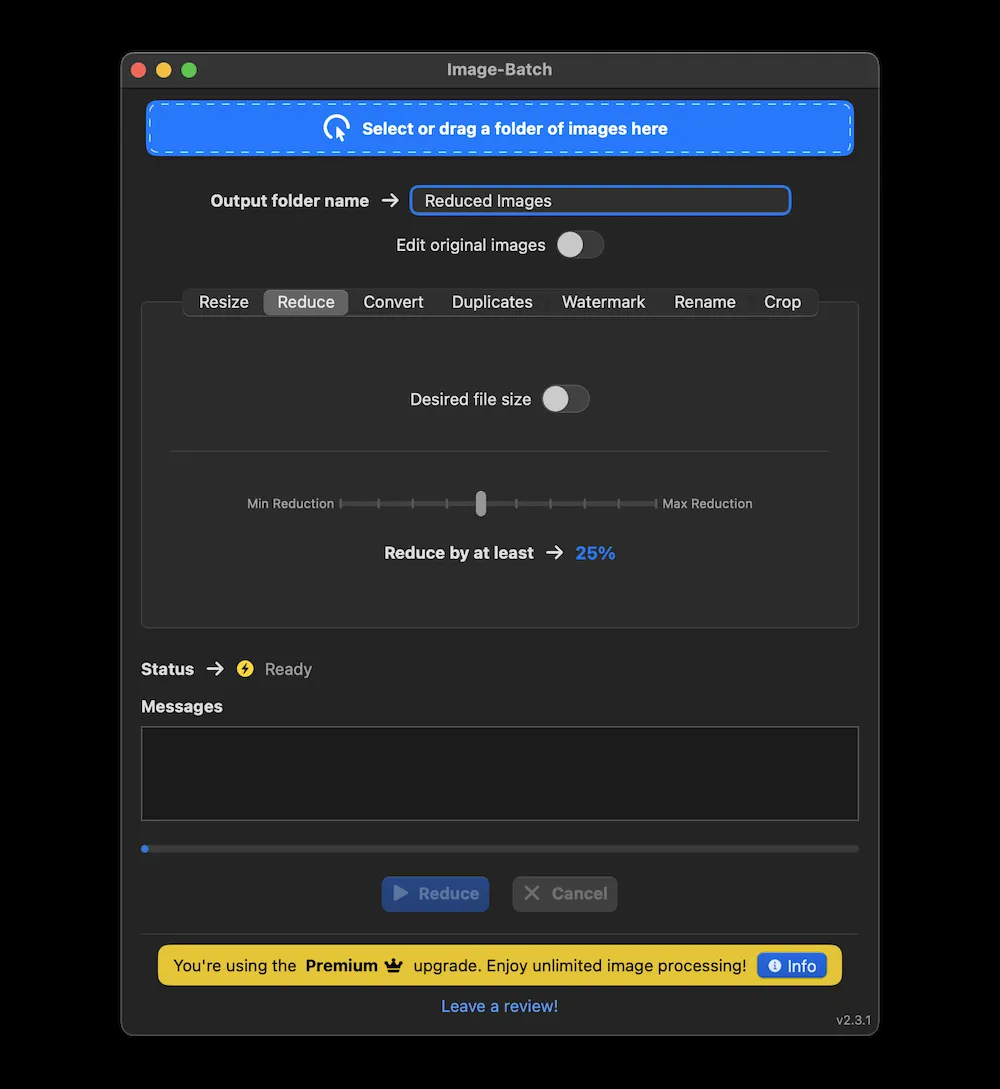 Image-Batch
Select or drag a folder of images here
Output folder name → Reduced Images
Edit original images
Resize Reduce Convert Duplicates Watermark Rename Crop
Desired file size
Min Reduction Max Reduction
Reduce by at least → 25%
Status → Ready
Messages
Reduce Cancel
You're using the Premium upgrade. Enjoy unlimited image processing! Info
Leave a review!
v2.3.1